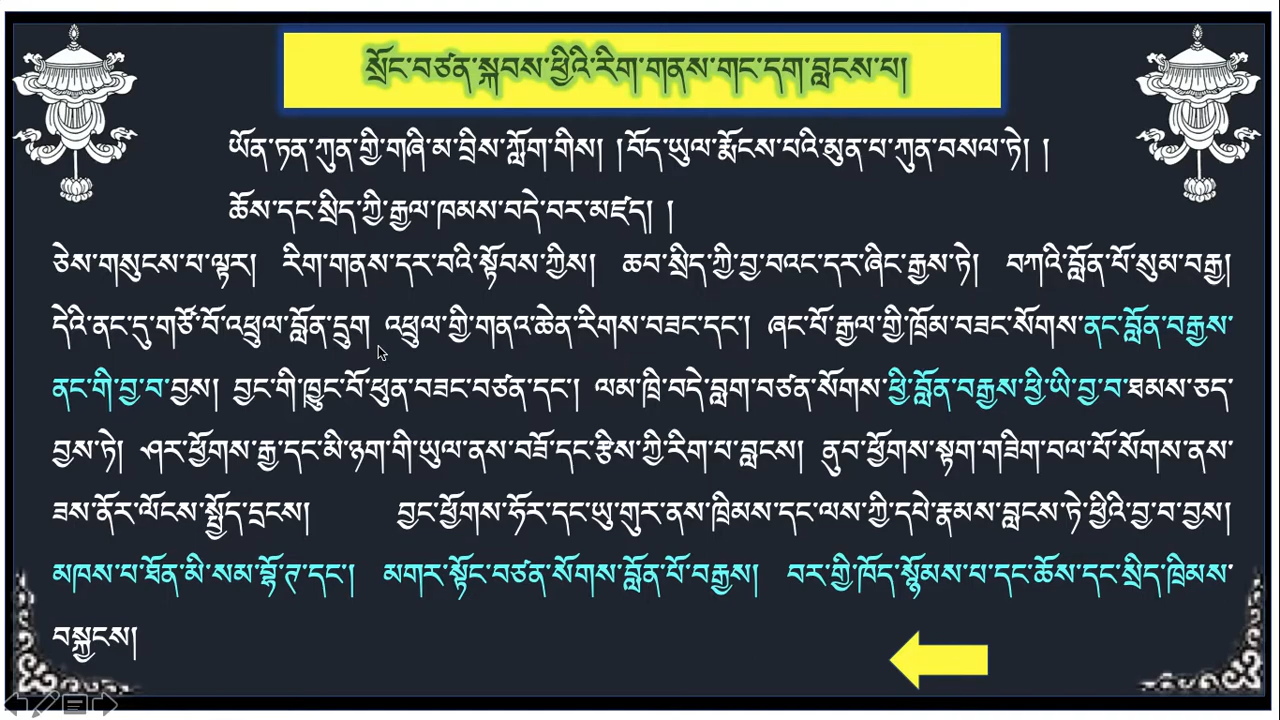 སྲོང་བཙན་སྐབས་ཕྱིའི་རིག་གནས་གང་དག་བླངས་པ།
ཡོན་ཏན་ཀུན་གྱི་གཞི་མ་བྲིས་ཀློག་གིས། །བོད་ཡུལ་རྨོངས་པའི་མུན་པ་ཀུན་བསལ་ཏེ། །
ཆོས་དང་སྲིད་ཀྱི་རྒྱལ་ཁམས་བདེ་བར་མཛད། །
ཅེས་གསུངས་པ་ལྟར། རིག་གནས་དར་བའི་སྟོབས་ཀྱིས། ཆབ་སྲིད་ཀྱི་བྱ་བའང་དར་ཞིང་རྒྱས་ཏེ། བཀའི་བློན་པོ་སུམ་བརྒྱ།
དེའི་ནང་དུ་གཙོ་བོ་འཕྲུལ་བློན་དྲུག འཕྲུལ་གྱི་གནའ་ཆེན་རིགས་བཟང་དང་། ཞང་པོ་རྒྱལ་གྱི་ཁྲོམ་བཟང་སོགས་ནང་བློན་བརྒྱས་
ནང་གི་བྱ་བ་བྱས། བྱང་གི་ཁྱུང་པོ་ཕུན་བཟང་བཙན་དང་། ལམ་ཁྲི་བདེ་བླག་བཙན་སོགས་ཕྱི་བློན་བརྒྱས་ཕྱི་ཡི་བྱ་བ་ཐམས་ཅད་
བྱས་ཏེ། ཤར་ཕྱོགས་རྒྱ་དང་མི་ཉག་གི་ཡུལ་ནས་བཟོ་དང་རྩིས་ཀྱི་རིག་པ་བླངས། ནུབ་ཕྱོགས་སྟག་གཟིག་བལ་པོ་སོགས་ནས་
ཟས་ནོར་ལོངས་སྤྱོད་དྲངས། བྱང་ཕྱོགས་ཧོར་དང་ཡུ་གུར་ནས་ཁྲིམས་དང་ལས་ཀྱི་དཔེ་རྣམས་བླངས་ཏེ་ཕྱིའི་བྱ་བ་བྱས།
མཁས་པ་ཐོན་མི་སམ་བྷོ་ཊ་དང་། མགར་སྟོང་བཙན་སོགས་བློན་པོ་བརྒྱས། བར་གྱི་ཁོད་སྙོམས་པ་དང་ཆོས་དང་སྲིད་ཁྲིམས་
བསྐྱངས།